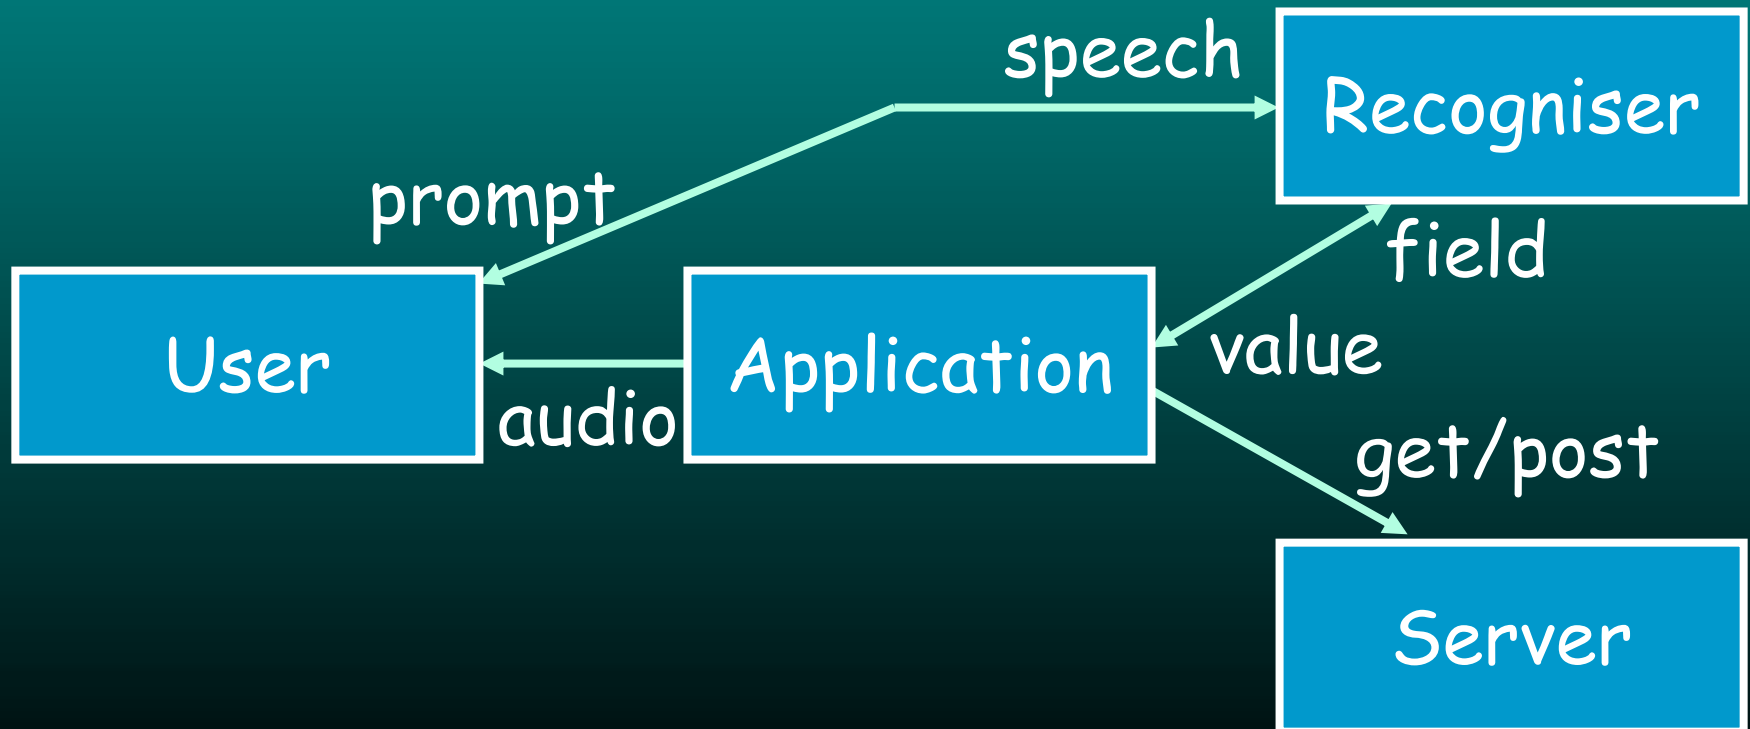 speech
Recogniser
prompt
field
User
Application
value
audio
get/post
Server